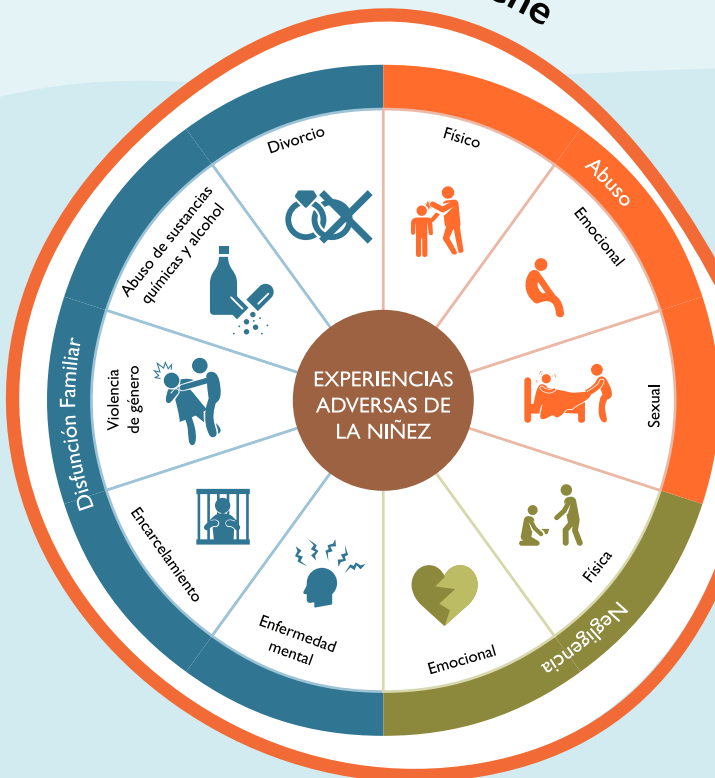 EXPERIENCIAS
ADVERSAS DE
LA NIÑEZ
Abuso
Físico
Emocional
Sexual
Negligencia
Física
Emocional
Disfunción Familiar
Enfermedad
mental
Encarcelamiento
Violencia
de género
Abuso de sustancias
químicas y alcohol
Divorcio